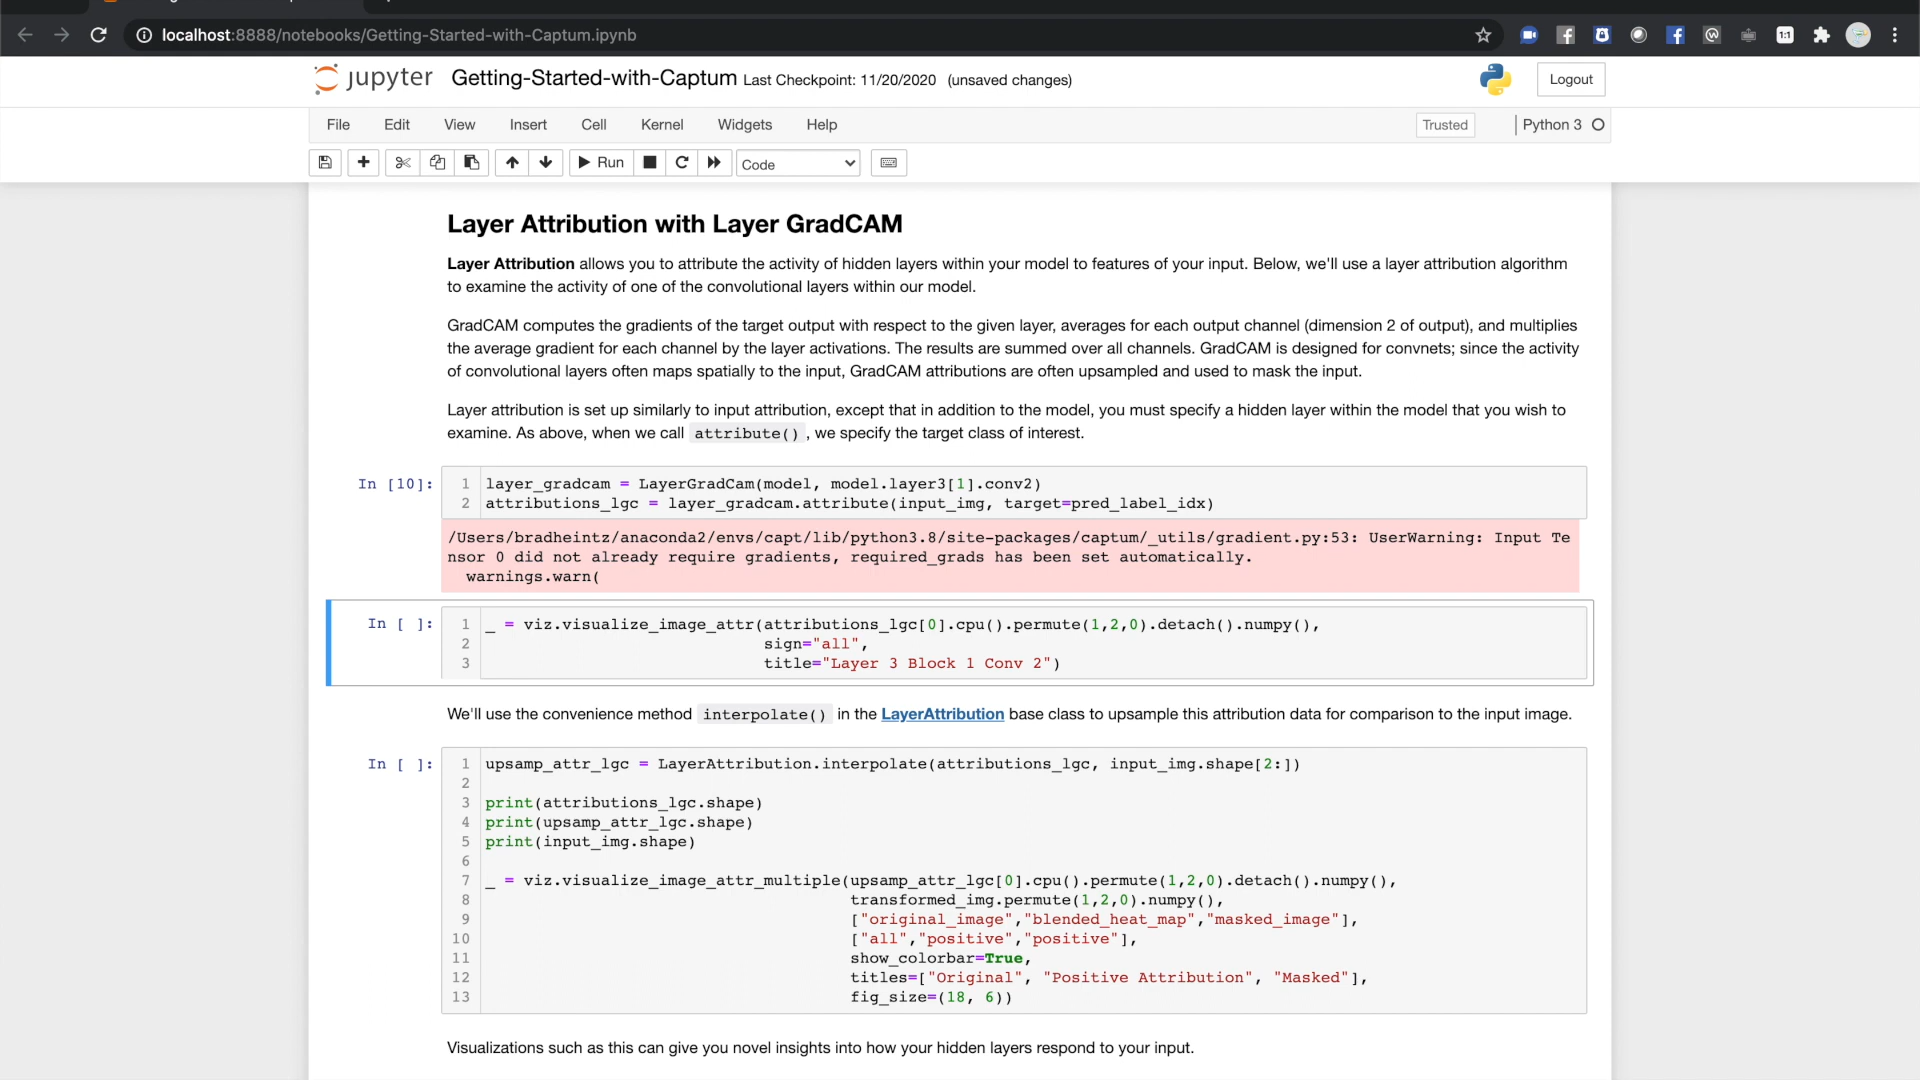 localhost:8888/notebooks/Getting-Started-with-Captum.ipynb
1:1
jupyter Getting-Started-with-Captum Last Checkpoint: 11/20/2020 (unsaved changes)
Logout
File Edit View Insert Cell Kernel Widgets Help
Trusted
Python 3
Run
Code
Layer Attribution with Layer GradCAM
Layer Attribution allows you to attribute the activity of hidden layers within your model to features of your input. Below, we'll use a layer attribution algorithm
to examine the activity of one of the convolutional layers within our model.
GradCAM computes the gradients of the target output with respect to the given layer, averages for each output channel (dimension 2 of output), and multiplies
the average gradient for each channel by the layer activations. The results are summed over all channels. GradCAM is designed for convnets; since the activity
of convolutional layers often maps spatially to the input, GradCAM attributions are often upsampled and used to mask the input.
Layer attribution is set up similarly to input attribution, except that in addition to the model, you must specify a hidden layer within the model that you wish to
examine. As above, when we call attribute() , we specify the target class of interest.
In [10]: 1 layer_gradcam = LayerGradCam(model, model.layer3[1].conv2)
2 attributions_lgc = layer_gradcam.attribute(input_img, target=pred_label_idx)
/Users/bradheintz/anaconda2/envs/capt/lib/python3.8/site-packages/captum/_utils/gradient.py:53: UserWarning: Input Te
nsor 0 did not already require gradients, required_grads has been set automatically.
warnings.warn(
In [ ]: 1 _ = viz.visualize_image_attr(attributions_lgc[0].cpu().permute(1,2,0).detach().numpy(),
2 sign="all",
3 title="Layer 3 Block 1 Conv 2")
We'll use the convenience method interpolate() in the LayerAttribution base class to upsample this attribution data for comparison to the input image.
In [ ]: 1 upsamp_attr_lgc = LayerAttribution.interpolate(attributions_lgc, input_img.shape[2:])
2
3 print(attributions_lgc.shape)
4 print(upsamp_attr_lgc.shape)
5 print(input_img.shape)
6
7 _ = viz.visualize_image_attr_multiple(upsamp_attr_lgc[0].cpu().permute(1,2,0).detach().numpy(),
8 transformed_img.permute(1,2,0).numpy(),
9 ["original_image","blended_heat_map","masked_image"],
10 ["all","positive","positive"],
11 show_colorbar=True,
12 titles=["Original", "Positive Attribution", "Masked"],
13 fig_size=(18, 6))
Visualizations such as this can give you novel insights into how your hidden layers respond to your input.